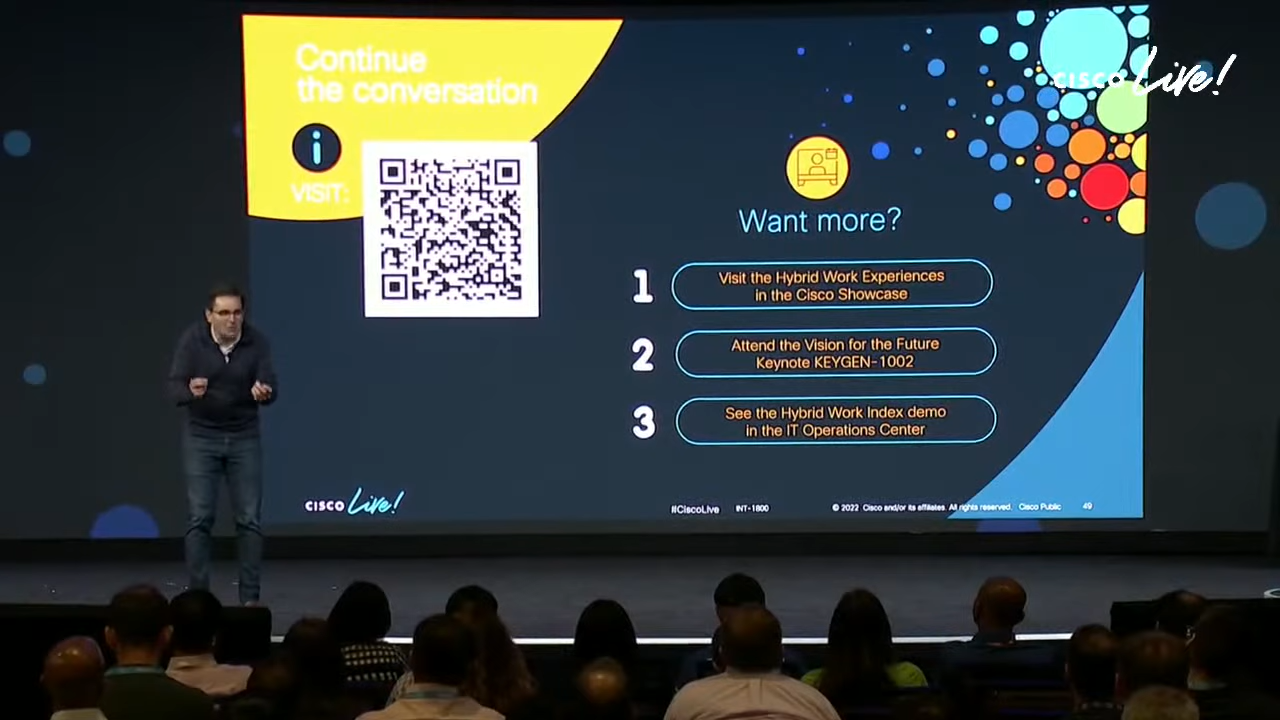 Continue
the conversation
VISIT:
CISCO Live!
Want more?
1
Visit the Hybrid Work Experiences
in the Cisco Showcase
2
Attend the Vision for the Future
Keynote KEYGEN-1002
3
See the Hybrid Work Index demo
in the IT Operations Center
CISCO Live!
#CiscoLive
INT-1800
© 2022 Cisco and/or its affiliates. All rights reserved. Cisco Public
49